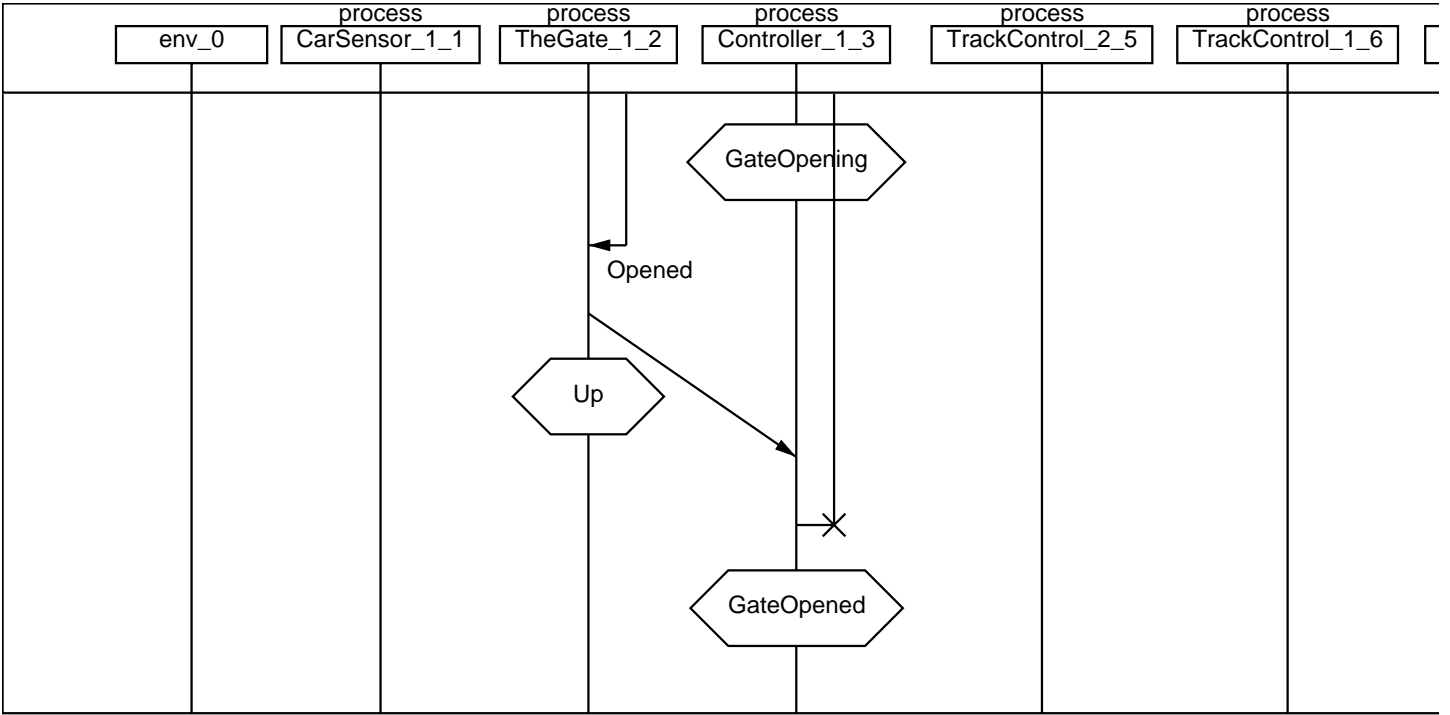 process process process process process
env_0 CarSensor_1_1 TheGate_1_2 Controller_1_3 TrackControl_2_5 TrackControl_1_6
GateOpening
Opened
Up
GateOpened